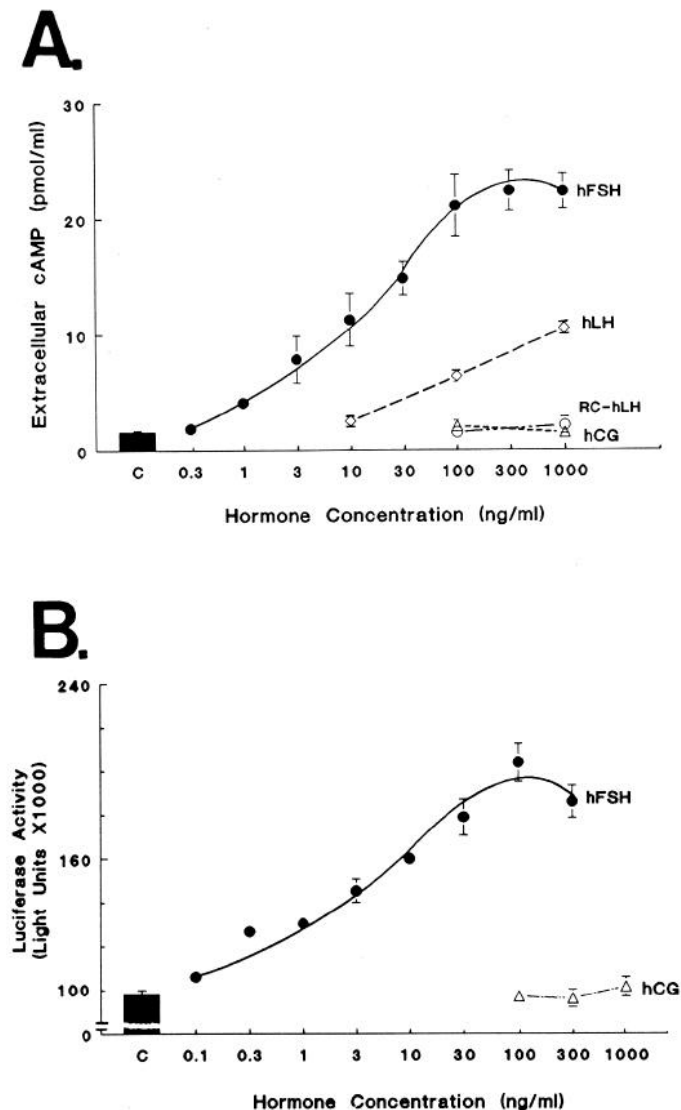 A.
Extracellular cAMP (pmol/ml)
30
20
10
0
hFSH
hLH
RC-hLH
hCG
C 0.3 1 3 10 30 100 300 1000
Hormone Concentration (ng/ml)
B.
Luciferase Activity
(Light Units X1000)
240
160
100
0
hFSH
hCG
C 0.1 0.3 1 3 10 30 100 300 1000
Hormone Concentration (ng/ml)